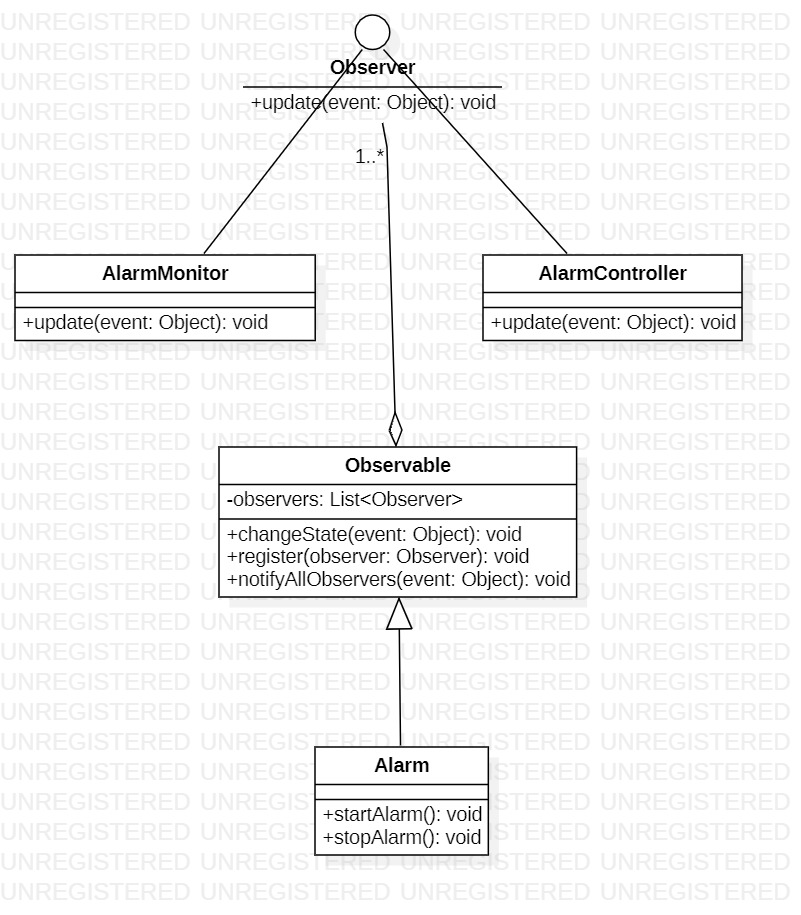 Observer
+update(event: Object): void
1..*
AlarmMonitor
+update(event: Object): void
AlarmController
+update(event: Object): void
Observable
-observers: List<Observer>
+changeState(event: Object): void
+register(observer: Observer): void
+notifyAllObservers(event: Object): void
Alarm
+startAlarm(): void
+stopAlarm(): void
UNREGISTERED